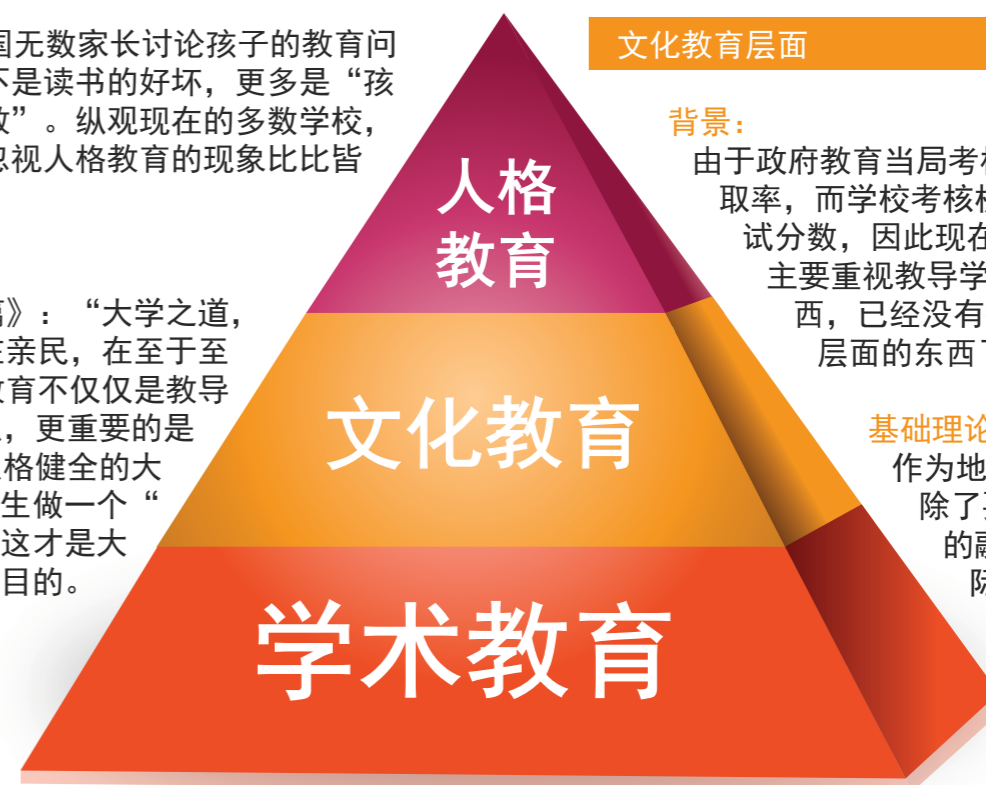 国无数家长讨论孩子的教育问
不是读书的好坏，更多是“孩
教”。纵观现在的多数学校，
忽视人格教育的现象比比皆
篇》：“大学之道，
在亲民，在至于至
教育不仅仅是教导
，更重要的是
人格健全的大
生做一个“
这才是大
目的。
人格
教育
文化教育
学术教育
文化教育层面
背景：
由于政府教育当局考
取率，而学校考核
试分数，因此现在
主要重视教导学
西，已经没有
层面的东西
基础理论
作为地
除了
的
际